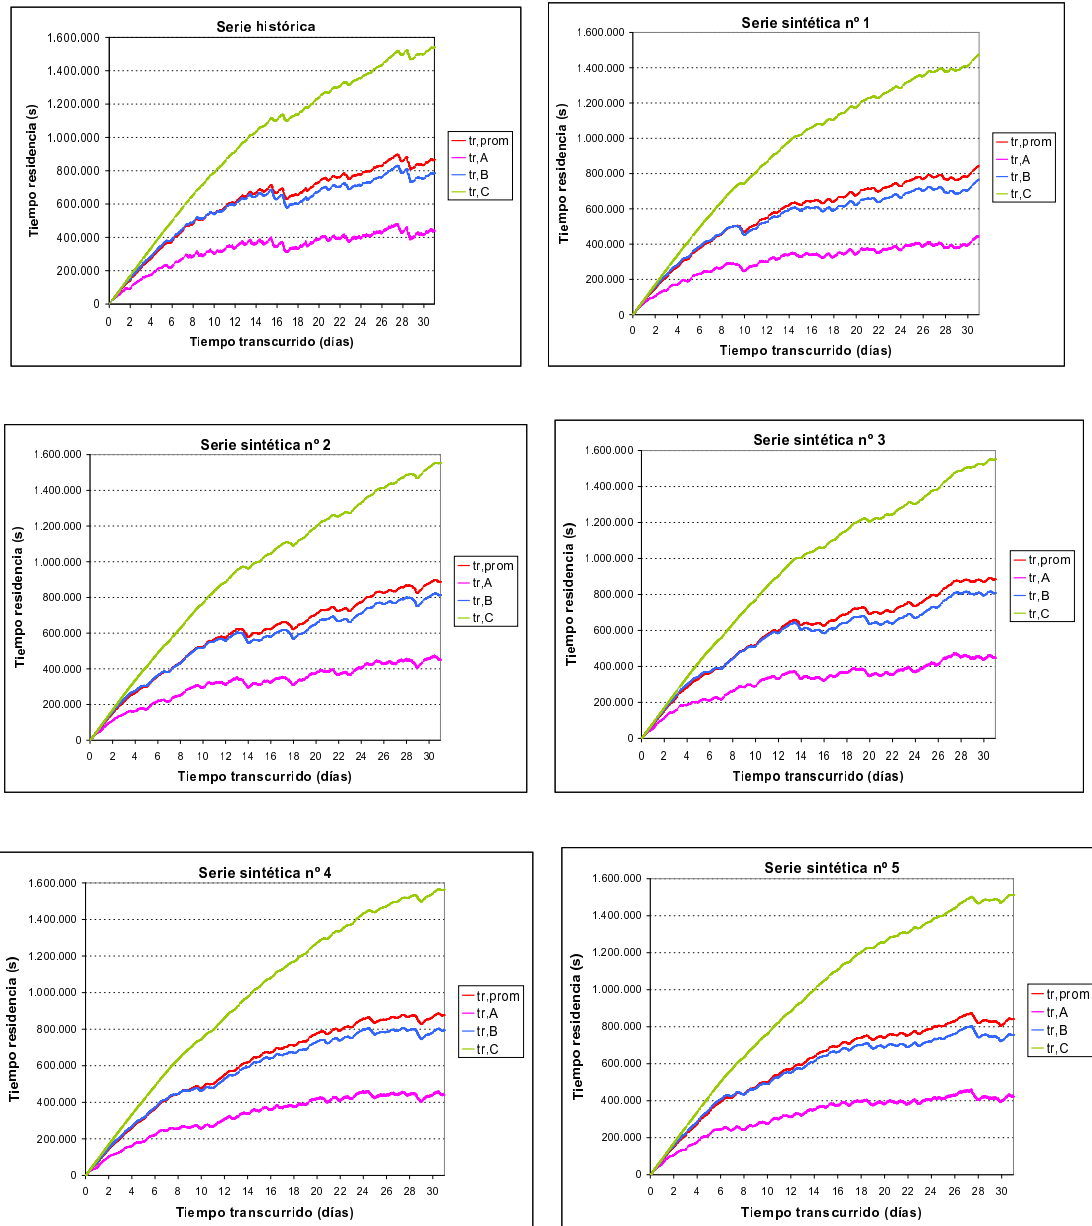 Serie histórica
1.600.000
1.400.000
1.200.000
1.000.000
800.000
600.000
400.000
200.000
0
0 2 4 6 8 10 12 14 16 18 20 22 24 26 28 30
Tiempo transcurrido (días)
Tiempo residencia (s)
tr,prom
tr,A
tr,B
tr,C
Serie sintética nº 1
1.600.000
1.400.000
1.200.000
1.000.000
800.000
600.000
400.000
200.000
0
0 2 4 6 8 10 12 14 16 18 20 22 24 26 28 30
Tiempo transcurrido (días)
Tiempo residencia (s)
tr,prom
tr,A
tr,B
tr,C
Serie sintética nº 2
1.600.000
1.400.000
1.200.000
1.000.000
800.000
600.000
400.000
200.000
0
0 2 4 6 8 10 12 14 16 18 20 22 24 26 28 30
Tiempo transcurrido (días)
Tiempo residencia (s)
tr,prom
tr,A
tr,B
tr,C
Serie sintética nº 3
1.600.000
1.400.000
1.200.000
1.000.000
800.000
600.000
400.000
200.000
0
0 2 4 6 8 10 12 14 16 18 20 22 24 26 28 30
Tiempo transcurrido (días)
Tiempo residencia (s)
tr,prom
tr,A
tr,B
tr,C
Serie sintética nº 4
1.600.000
1.400.000
1.200.000
1.000.000
800.000
600.000
400.000
200.000
0
0 2 4 6 8 10 12 14 16 18 20 22 24 26 28 30
Tiempo transcurrido (días)
Tiempo residencia (s)
tr,prom
tr,A
tr,B
tr,C
Serie sintética nº 5
1.600.000
1.400.000
1.200.000
1.000.000
800.000
600.000
400.000
200.000
0
0 2 4 6 8 10 12 14 16 18 20 22 24 26 28 30
Tiempo transcurrido (días)
Tiempo residencia (s)
tr,prom
tr,A
tr,B
tr,C